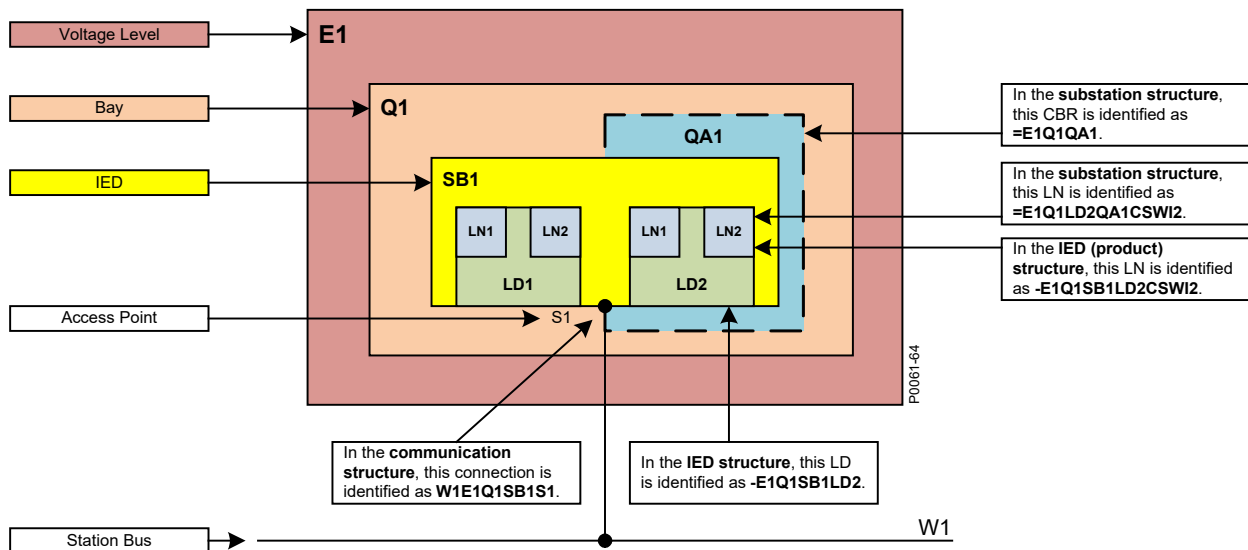 Voltage Level
E1
Bay
Q1
In the substation structure,
this CBR is identified as
=E1Q1QA1.
QA1
IED
SB1
In the substation structure,
this LN is identified as
=E1Q1LD2QA1CSWI2.
LN1
LN2
LN1
LN2
In the IED (product)
structure, this LN is identified
as -E1Q1SB1LD2CSWI2.
LD1
LD2
Access Point
S1
P0061-64
In the communication
structure, this connection is
identified as W1E1Q1SB1S1.
In the IED structure, this LD
is identified as -E1Q1SB1LD2.
Station Bus
W1